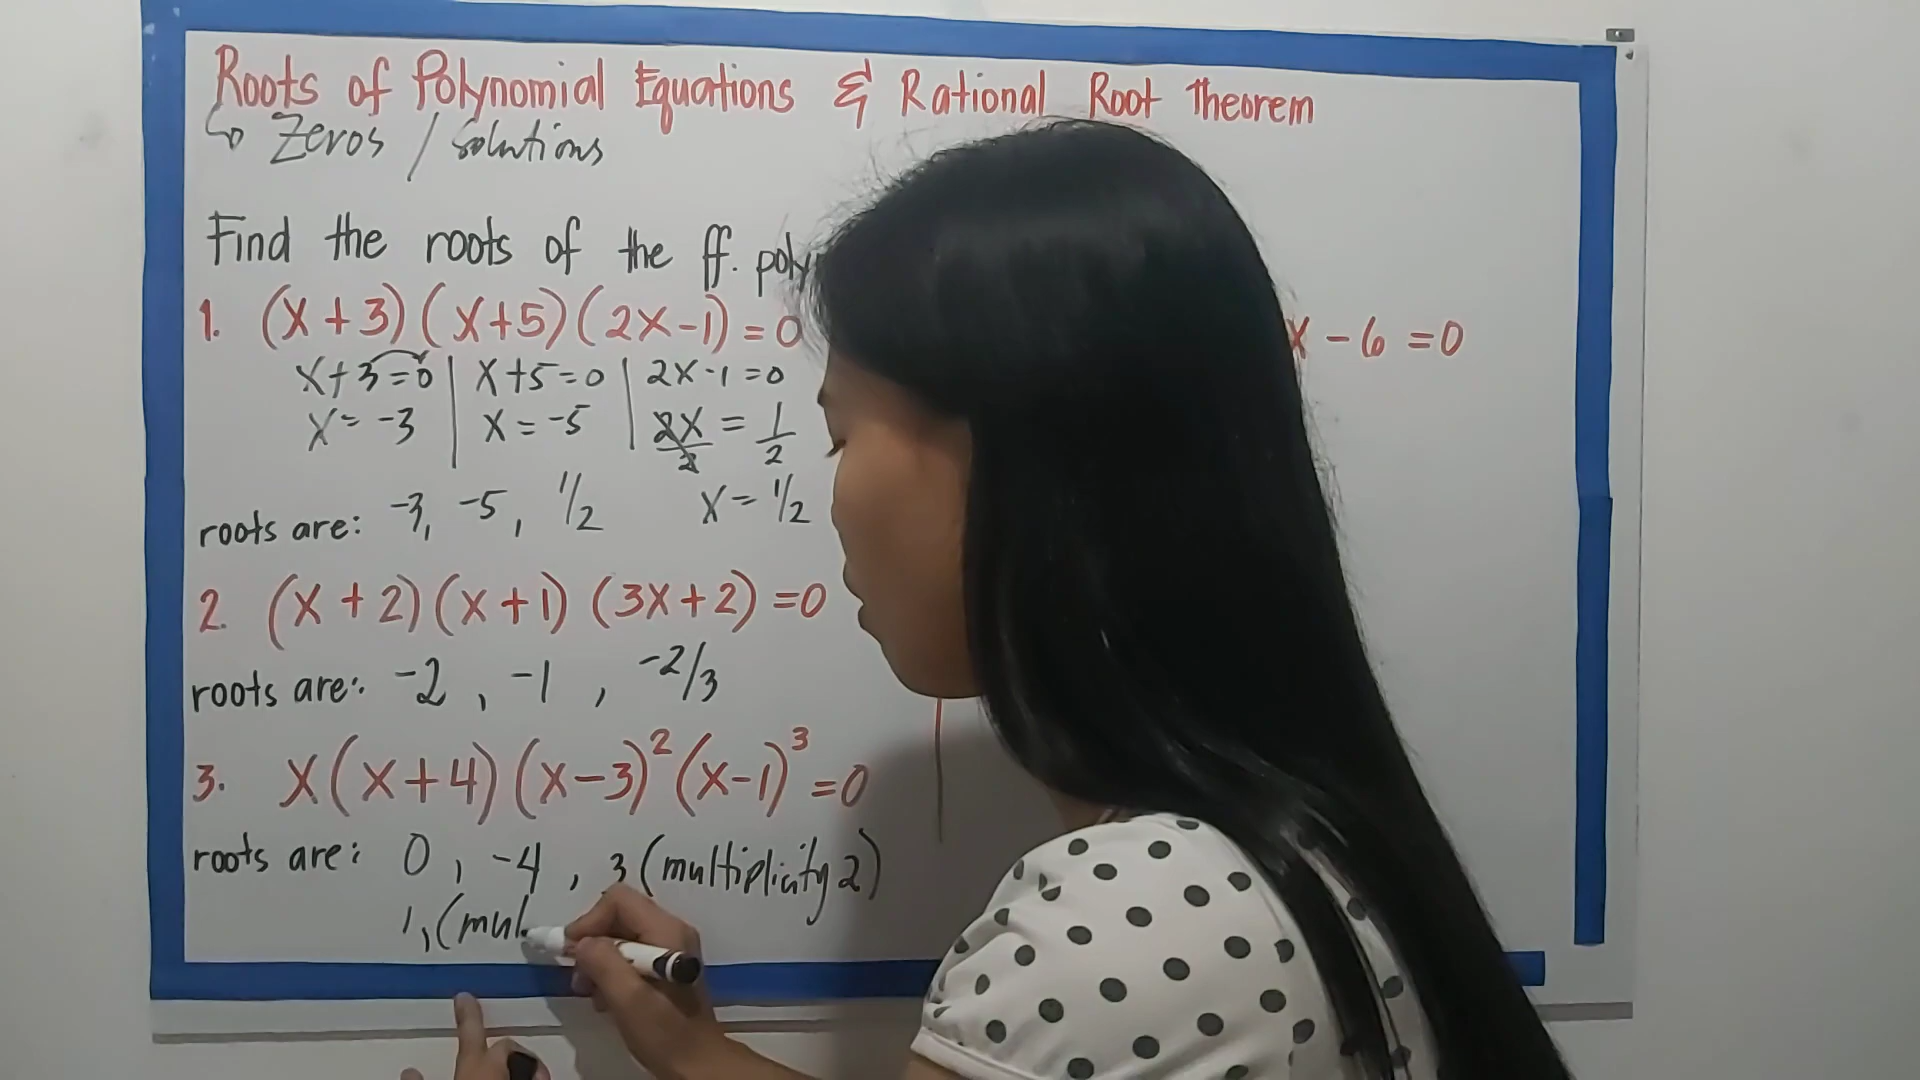 Roots of Polynomial Equations & Rational Root Theorem
↳ Zeros / Solutions
Find the roots of the ff.
1. (x+3)(x+5)(2x-1)=0
x - 6 = 0
x+3=0 | x+5=0 | 2x-1=0
x = -3 | x = -5 | 2x/2 = 1/2
roots are: -3, -5, 1/2 x = 1/2
2. (x+2)(x+1)(3x+2)=0
roots are: -2, -1, -2/3
3. x(x+4)(x-3)²(x-1)³=0
roots are: 0, -4, 3 (multiplicity 2)
1, (mul